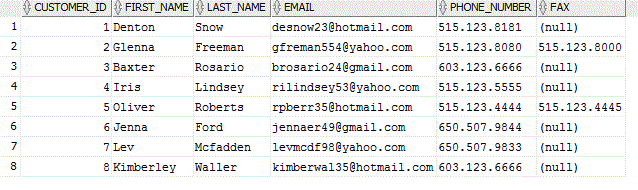 CUSTOMER_ID FIRST_NAME LAST_NAME EMAIL PHONE_NUMBER FAX
1 1 Denton Snow desnow23@hotmail.com 515.123.8181 (null)
2 2 Glenna Freeman gfreman554@yahoo.com 515.123.8080 515.123.8000
3 3 Baxter Rosario brosario24@gmail.com 603.123.6666 (null)
4 4 Iris Lindsey rilindsey53@yahoo.com 515.123.5555 (null)
5 5 Oliver Roberts rpberr35@hotmail.com 515.123.4444 515.123.4445
6 6 Jenna Ford jennaer49@gmail.com 650.507.9844 (null)
7 7 Lev Mcfadden levmcdf98@yahoo.com 650.507.9833 (null)
8 8 Kimberley Waller kimberwal35@hotmail.com 603.123.6666 (null)